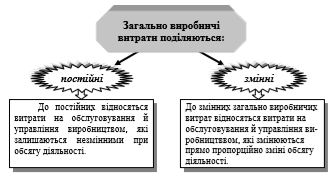 Загально виробничі
витрати поділяються:
постійні
змінні
До постійних відносяться
витрати на обслуговування й
управління виробництвом, які
залишаються незмінними при
обсягу діяльності.
До змінних загально виробничих
витрат відносяться витрати на
обслуговування й управління ви-
робництввом, які змінюються
прямо пропорційно зміні обсягу
діяльності.